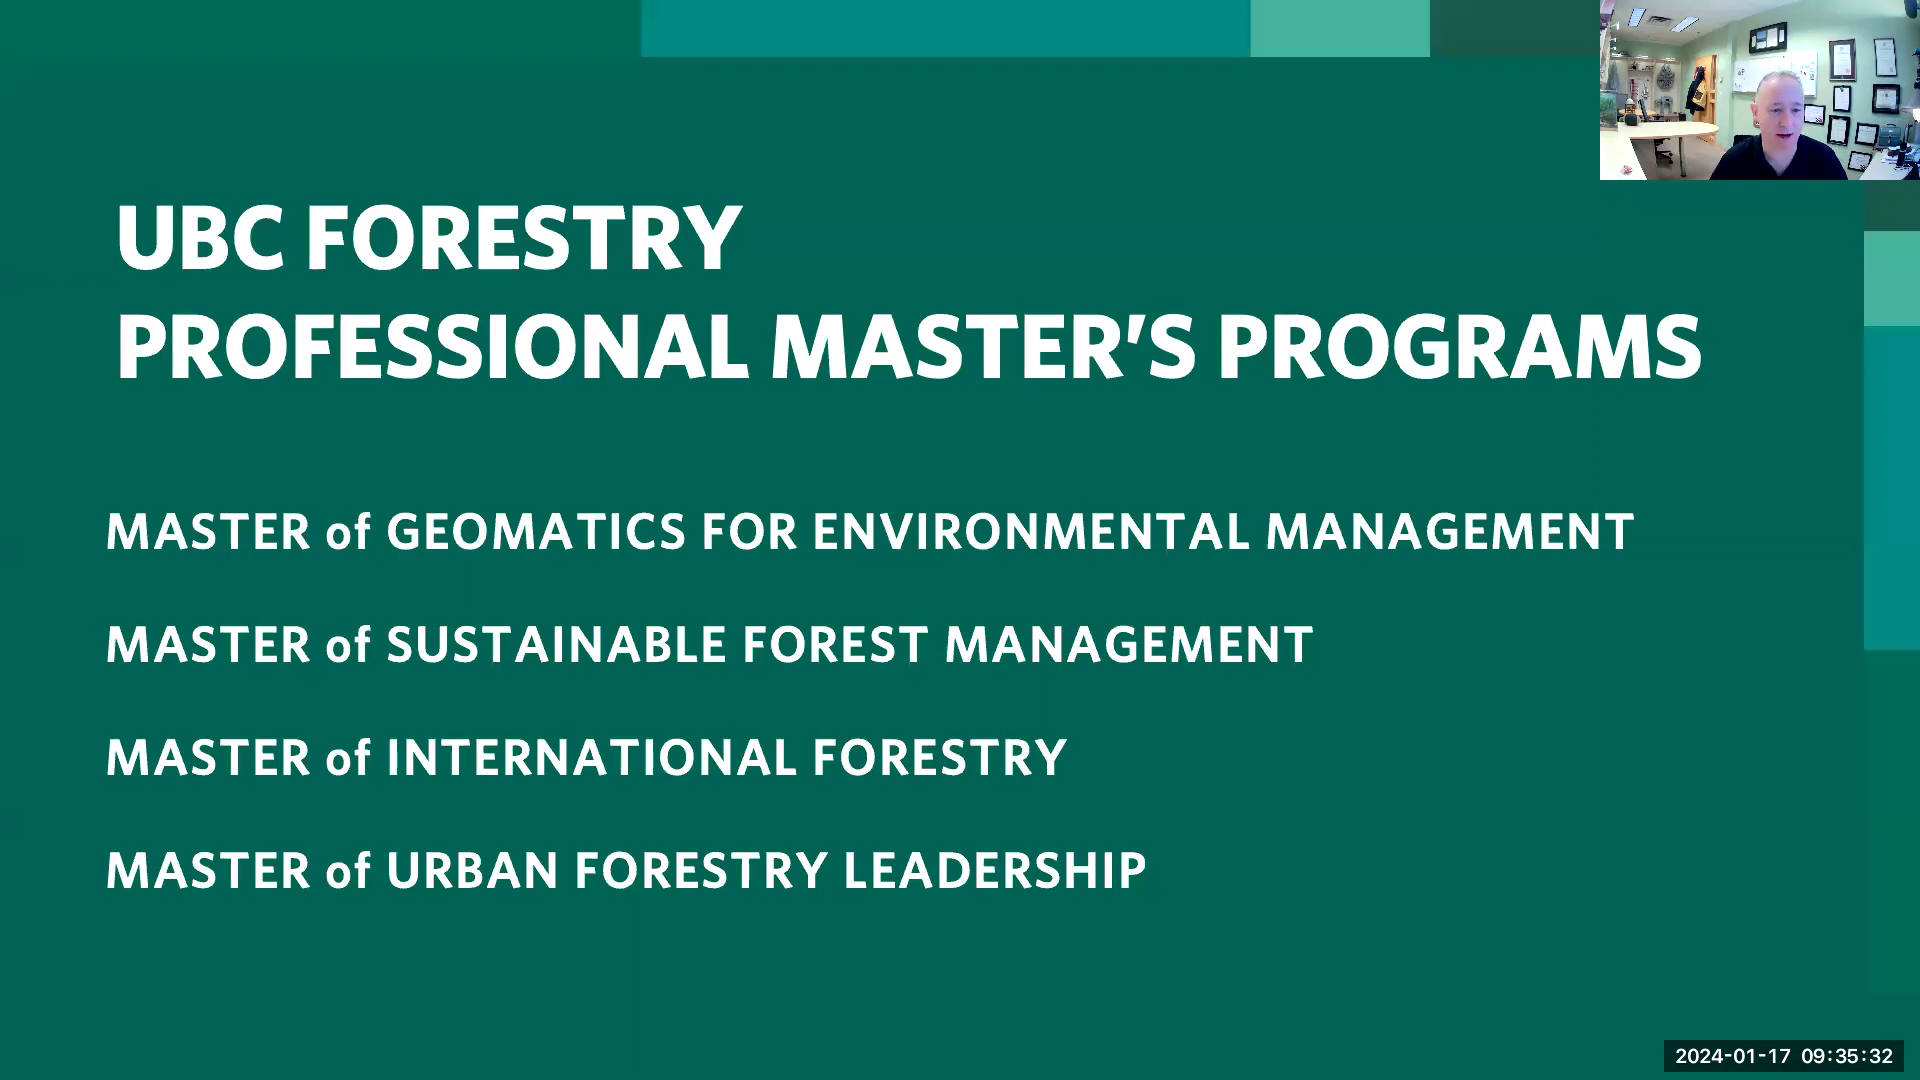 UBC FORESTRY
PROFESSIONAL MASTER'S PROGRAMS
MASTER of GEOMATICS FOR ENVIRONMENTAL MANAGEMENT
MASTER of SUSTAINABLE FOREST MANAGEMENT
MASTER of INTERNATIONAL FORESTRY
MASTER of URBAN FORESTRY LEADERSHIP
2024-01-17 09:35:32